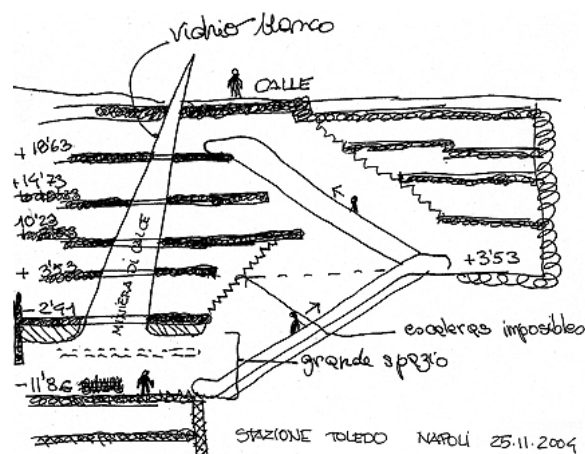 vidrio blanco
CALLE
+ 18'63
+14'73
10'23
+ 3'53
+3'53
- 2'41
MINIERA DI CALCE
escaleras imposibles
grande spazio
-11'86
STAZIONE TOLEDO NAPOLI 25.11.2004